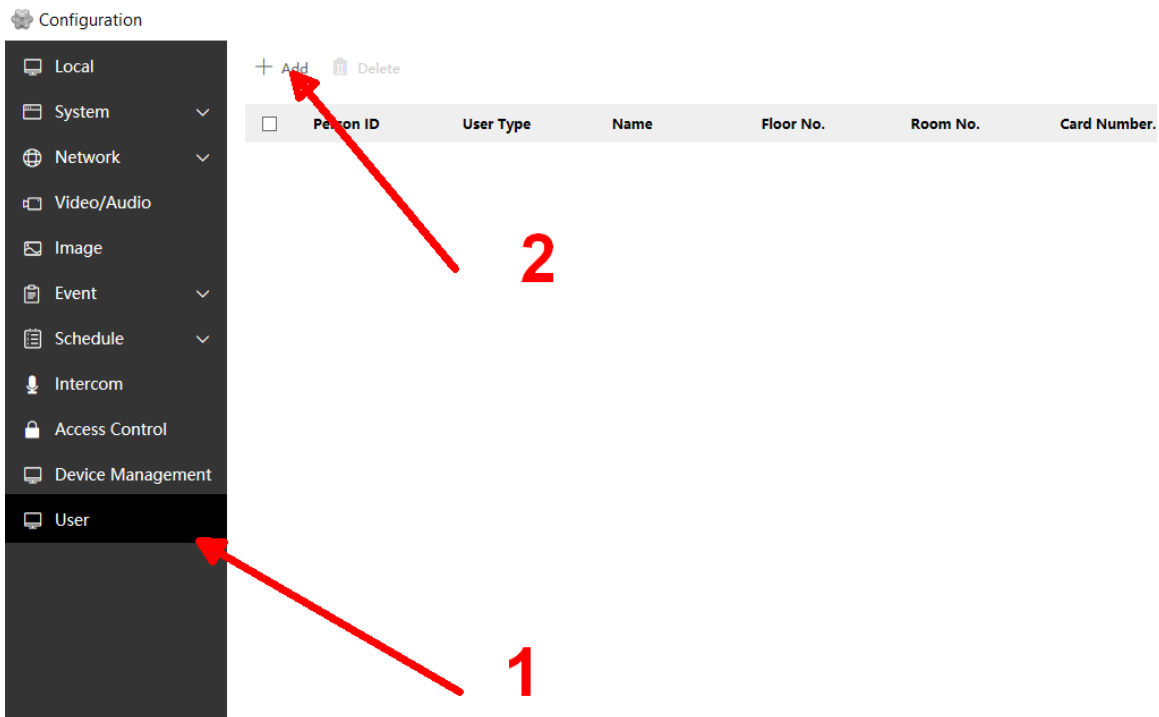 Configuration
Local
System
Network
Video/Audio
Image
Event
Schedule
Intercom
Access Control
Device Management
User
Add Delete
Person ID User Type Name Floor No. Room No. Card Number.
2
1